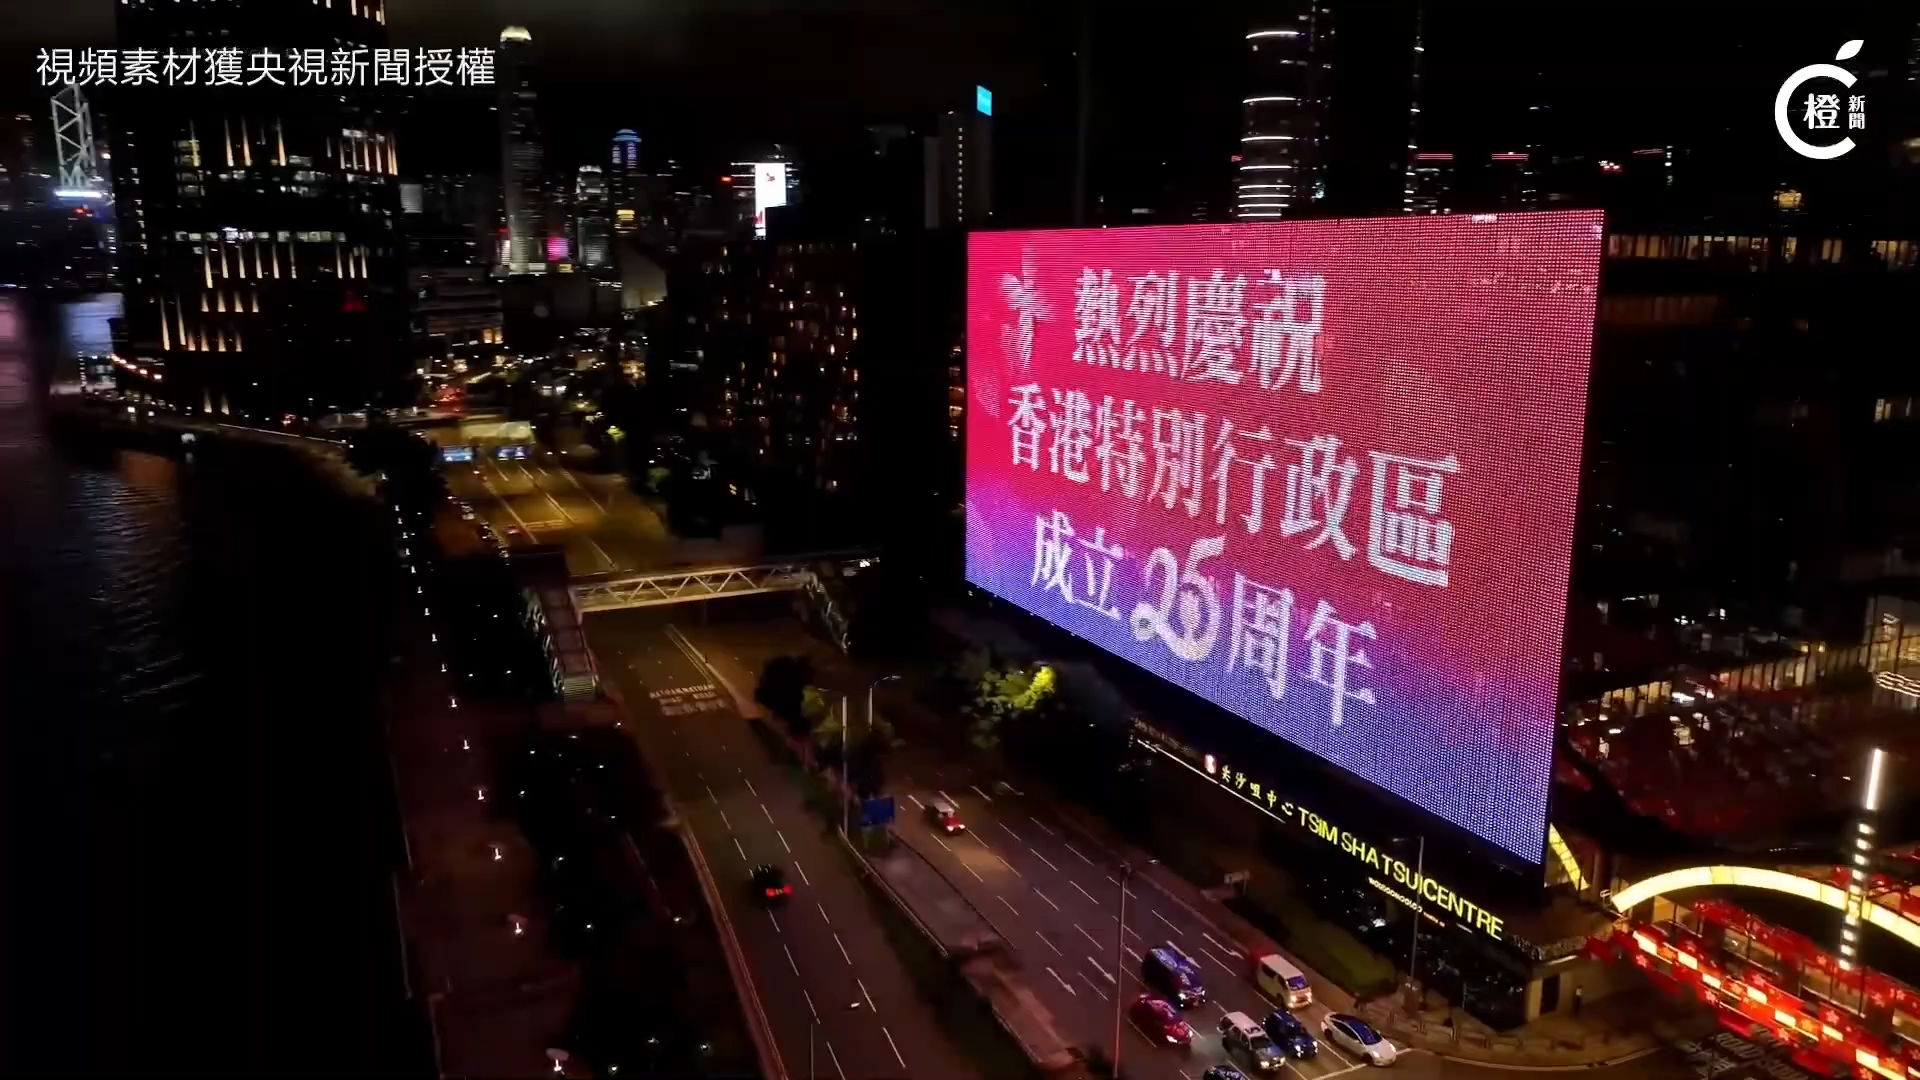 視頻素材獲央視新聞授權
橙 新聞
熱烈慶祝
香港特別行政區
成立25周年
尖沙咀中心 TSIM SHA TSUI CENTRE